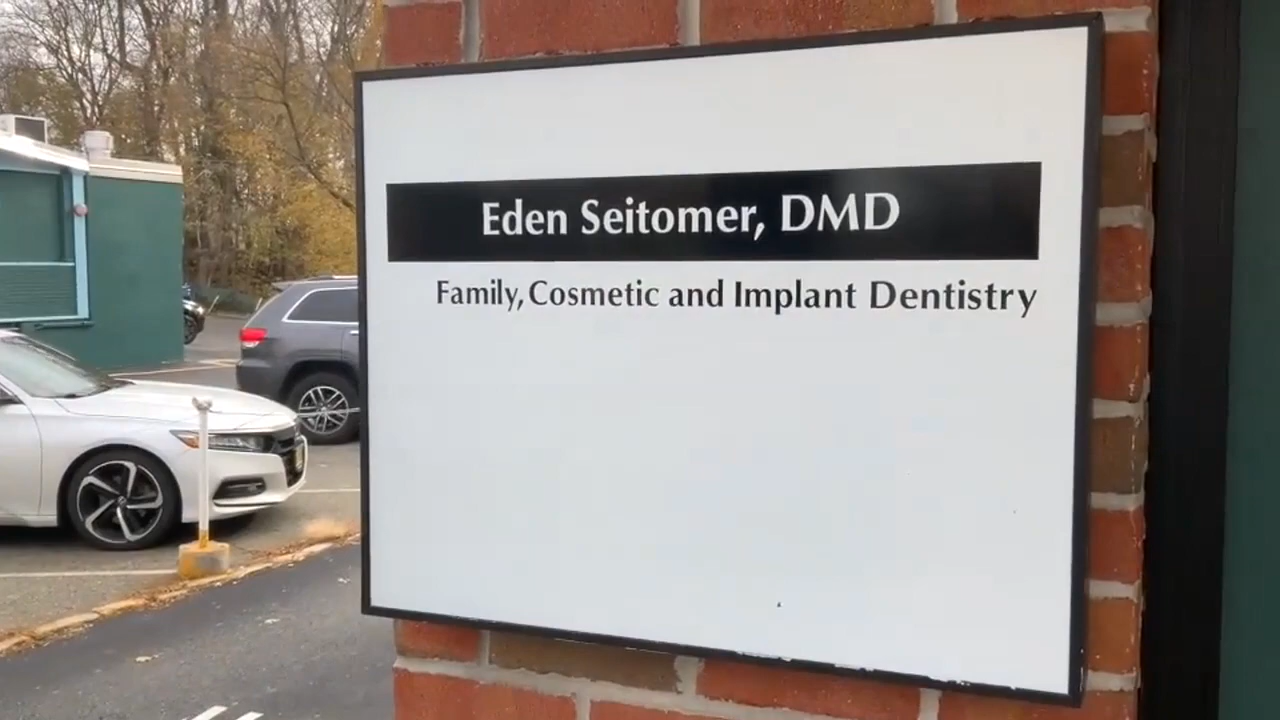 Eden Seitomer, DMD
Family, Cosmetic and Implant Dentistry